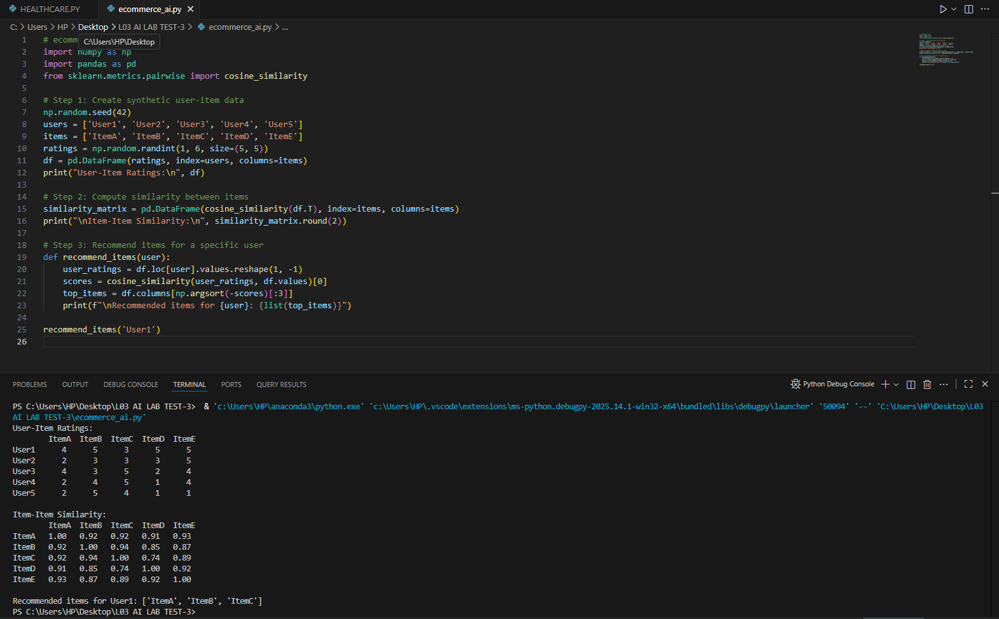 HEALTHCARE.PY
ecommerce_ai.py
C: > Users > HP > Desktop > L03 AI LAB TEST-3 > ecommerce_ai.py > ...
C:\Users\HP\Desktop
1 # ecomm
2 import numpy as np
3 import pandas as pd
4 from sklearn.metrics.pairwise import cosine_similarity
5
6 # Step 1: Create synthetic user-item data
7 np.random.seed(42)
8 users = ['User1', 'User2', 'User3', 'User4', 'User5']
9 items = ['ItemA', 'ItemB', 'ItemC', 'ItemD', 'ItemE']
10 ratings = np.random.randint(1, 6, size=(5, 5))
11 df = pd.DataFrame(ratings, index=users, columns=items)
12 print("User-Item Ratings:\n", df)
13
14 # Step 2: Compute similarity between items
15 similarity_matrix = pd.DataFrame(cosine_similarity(df.T), index=items, columns=items)
16 print("\nItem-Item Similarity:\n", similarity_matrix.round(2))
17
18 # Step 3: Recommend items for a specific user
19 def recommend_items(user):
20     user_ratings = df.loc[user].values.reshape(1, -1)
21     scores = cosine_similarity(user_ratings, df.values)[0]
22     top_items = df.columns[np.argsort(-scores)[:3]]
23     print(f"\nRecommended items for {user}: {list(top_items)}")
24
25 recommend_items('User1')
26
PROBLEMS OUTPUT DEBUG CONSOLE TERMINAL PORTS QUERY RESULTS Python Debug Console
PS C:\Users\HP\Desktop\L03 AI LAB TEST-3>  & 'c:\Users\HP\anaconda3\python.exe' 'c:\Users\HP\.vscode\extensions\ms-python.debugpy-2025.14.1-win32-x64\bundled\libs\debugpy\launcher' '50094' '--' 'C:\Users\HP\Desktop\L03
AI LAB TEST-3\ecommerce_ai.py'
User-Item Ratings:
ItemA ItemB ItemC ItemD ItemE
User1 4 5 3 5 5
User2 2 3 3 3 5
User3 4 3 5 2 4
User4 2 4 5 1 4
User5 2 5 4 1 1
Item-Item Similarity:
ItemA ItemB ItemC ItemD ItemE
ItemA 1.00 0.92 0.92 0.91 0.93
ItemB 0.92 1.00 0.94 0.85 0.87
ItemC 0.92 0.94 1.00 0.74 0.89
ItemD 0.91 0.85 0.74 1.00 0.92
ItemE 0.93 0.87 0.89 0.92 1.00
Recommended items for User1: ['ItemA', 'ItemB', 'ItemC']
PS C:\Users\HP\Desktop\L03 AI LAB TEST-3>